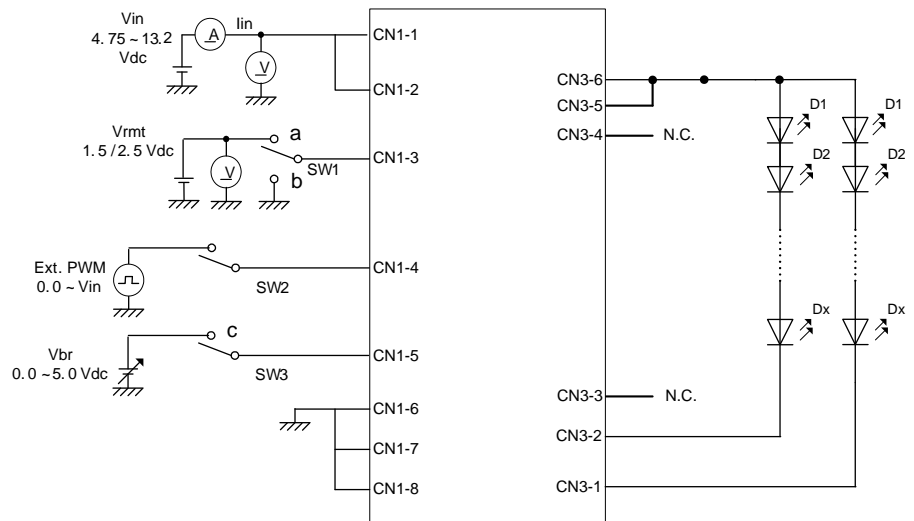 Vin
4.75~13.2
Vdc
A
Iin
V
CN1-1
CN1-2
Vrmt
1.5/2.5 Vdc
V
a
b
SW1
CN1-3
Ext. PWM
0.0~Vin
SW2
CN1-4
Vbr
0.0~5.0 Vdc
c
SW3
CN1-5
CN1-6
CN1-7
CN1-8
CN3-6
CN3-5
CN3-4
N.C.
D1
D1
D2
D2
Dx
Dx
CN3-3
N.C.
CN3-2
CN3-1